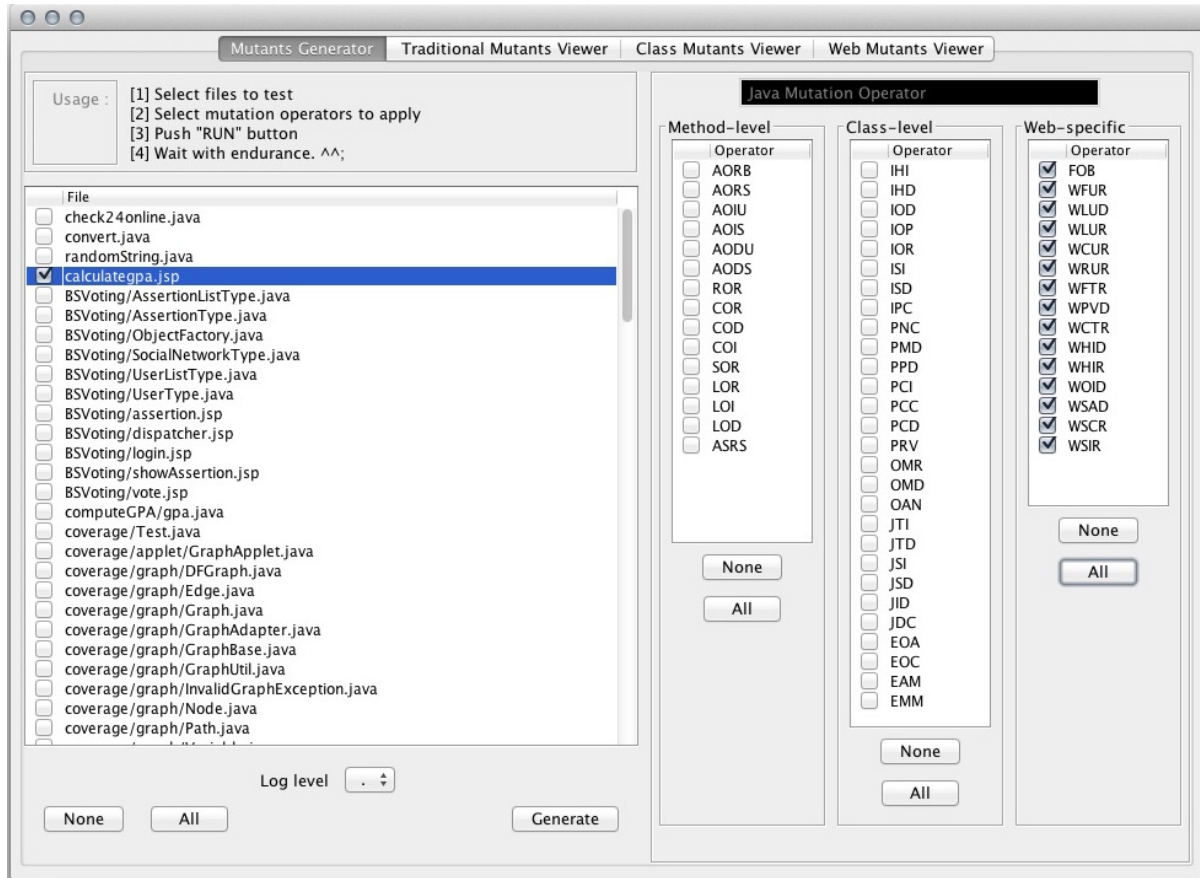 Mutants Generator
Traditional Mutants Viewer
Class Mutants Viewer
Web Mutants Viewer
Usage :
[1] Select files to test
[2] Select mutation operators to apply
[3] Push "RUN" button
[4] Wait with endurance. ^^;
File
check24online.java
convert.java
randomString.java
calculategpa.jsp
BSVoting/AssertionListType.java
BSVoting/AssertionType.java
BSVoting/ObjectFactory.java
BSVoting/SocialNetworkType.java
BSVoting/UserListType.java
BSVoting/UserType.java
BSVoting/assertion.jsp
BSVoting/dispatcher.jsp
BSVoting/login.jsp
BSVoting/showAssertion.jsp
BSVoting/vote.jsp
computeGPA/gpa.java
coverage/Test.java
coverage/applet/GraphApplet.java
coverage/graph/DFGraph.java
coverage/graph/Edge.java
coverage/graph/Graph.java
coverage/graph/GraphAdapter.java
coverage/graph/GraphBase.java
coverage/graph/GraphUtil.java
coverage/graph/InvalidGraphException.java
coverage/graph/Node.java
coverage/graph/Path.java
Log level
.
None
All
Generate
Java Mutation Operator
Method-level
Operator
AORB
AORS
AOIU
AOIS
AODU
AODS
ROR
COR
COD
COI
SOR
LOR
LOI
LOD
ASRS
None
All
Class-level
Operator
IHI
IHD
IOD
IOP
IOR
ISI
ISD
IPC
PNC
PMD
PPD
PCI
PCC
PCD
PRV
OMR
OMD
OAN
JTI
JTD
JSI
JSD
JID
JDC
EOA
EOC
EAM
EMM
None
All
Web-specific
Operator
FOB
WFUR
WLUD
WLUR
WCUR
WRUR
WFTR
WPVD
WCTR
WHID
WHIR
WOID
WSAD
WSCR
WSIR
None
All